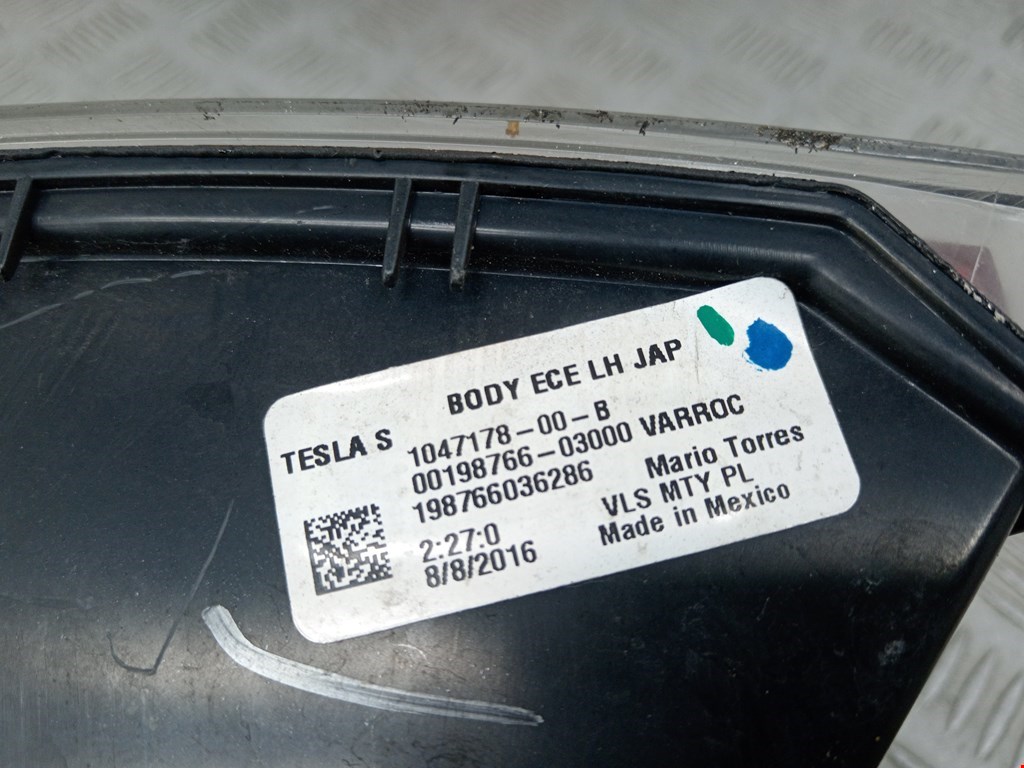 BODY ECE LH JAP
TESLA S
1047178-00-B
00198766-03000 VARROC
198766036286
Mario Torres
VLS MTY PL
2:27:0
Made in Mexico
8/8/2016